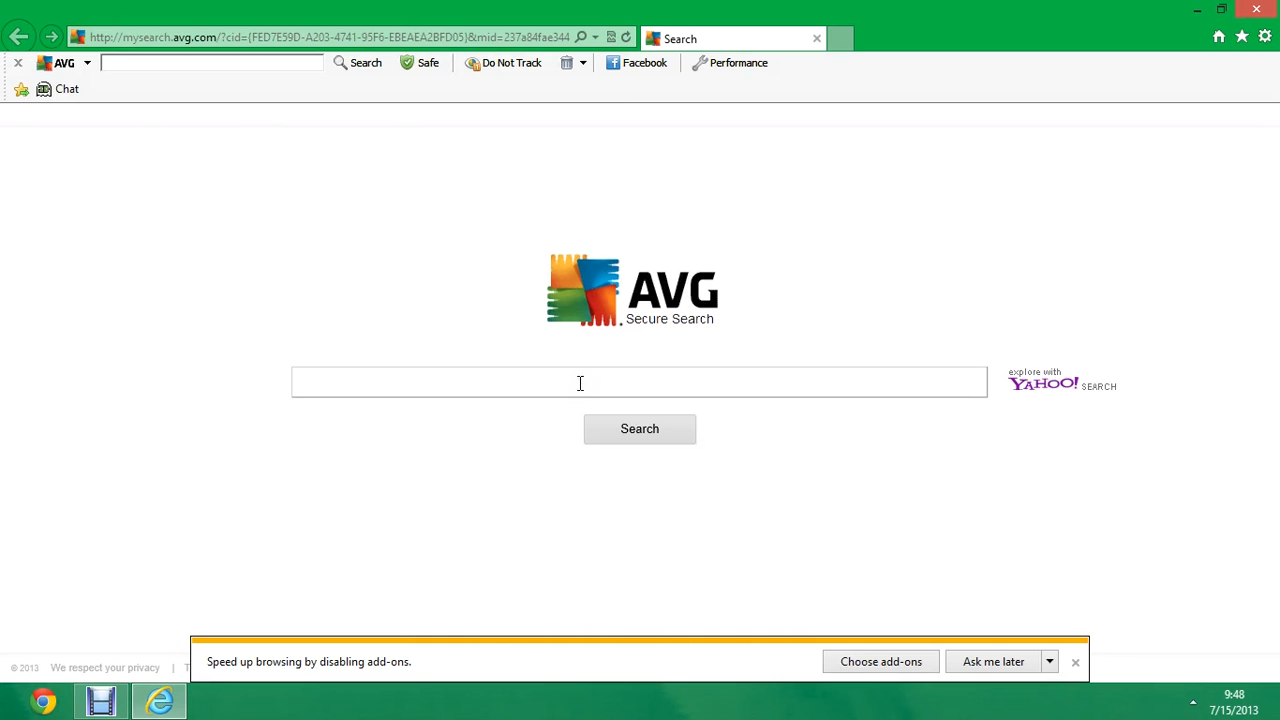 http://mysearch.avg.com/?cid={FED7E59D-A203-4741-95F6-EBEAEA2BFD05}&mid=237a84fae344
Search
AVG Search Safe Do Not Track Facebook Performance
Chat
AVG
Secure Search
explore with
YAHOO! SEARCH
Search
Speed up browsing by disabling add-ons. Choose add-ons Ask me later
© 2013 We respect your privacy | T
9:48
7/15/2013